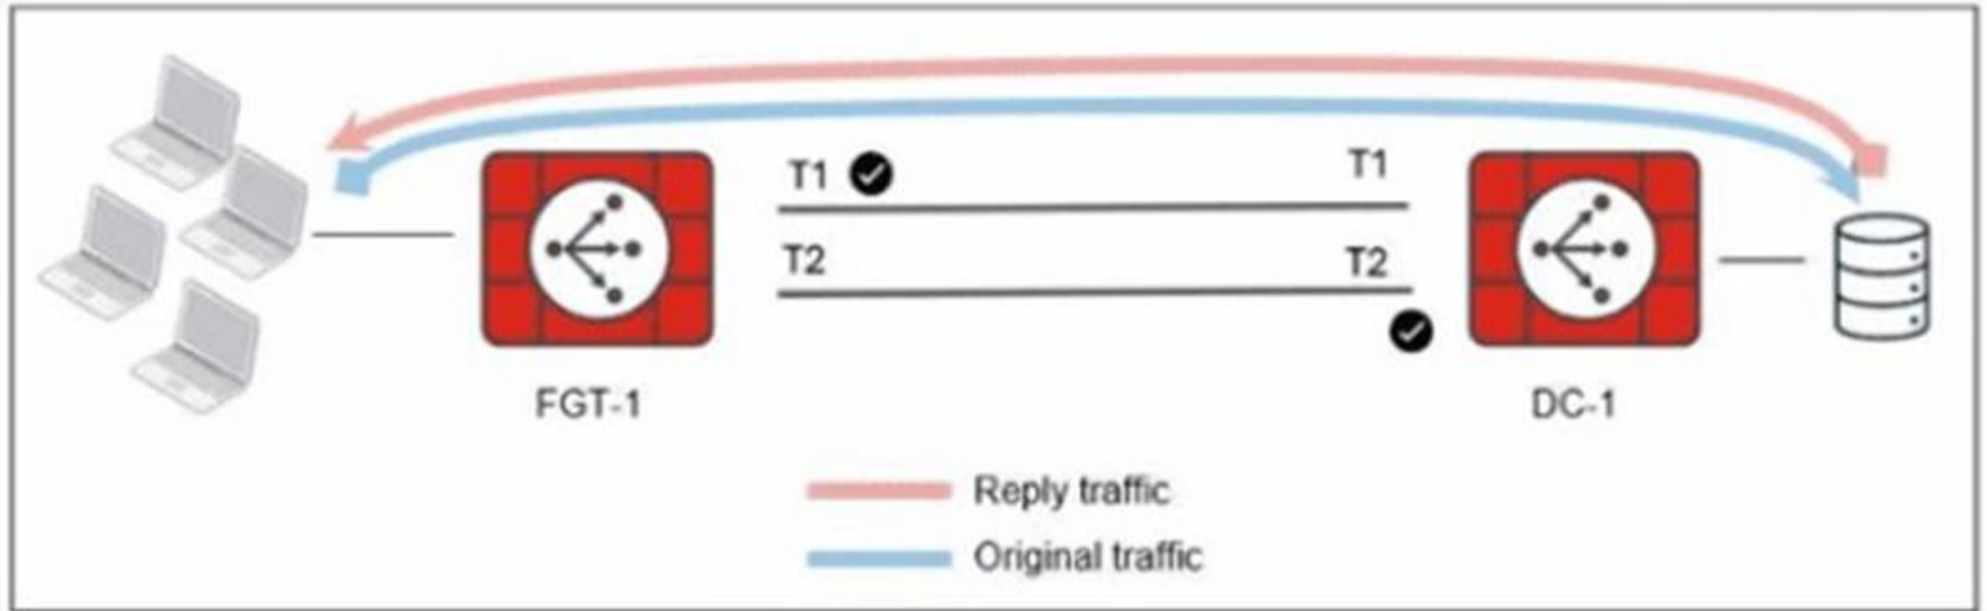 T1 T1
T2 T2
FGT-1 DC-1
Reply traffic
Original traffic